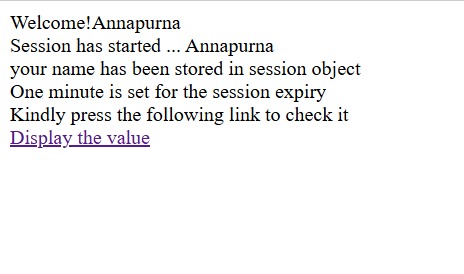 Welcome!Annapurna
Session has started ... Annapurna
your name has been stored in session object
One minute is set for the session expiry
Kindly press the following link to check it
Display the value